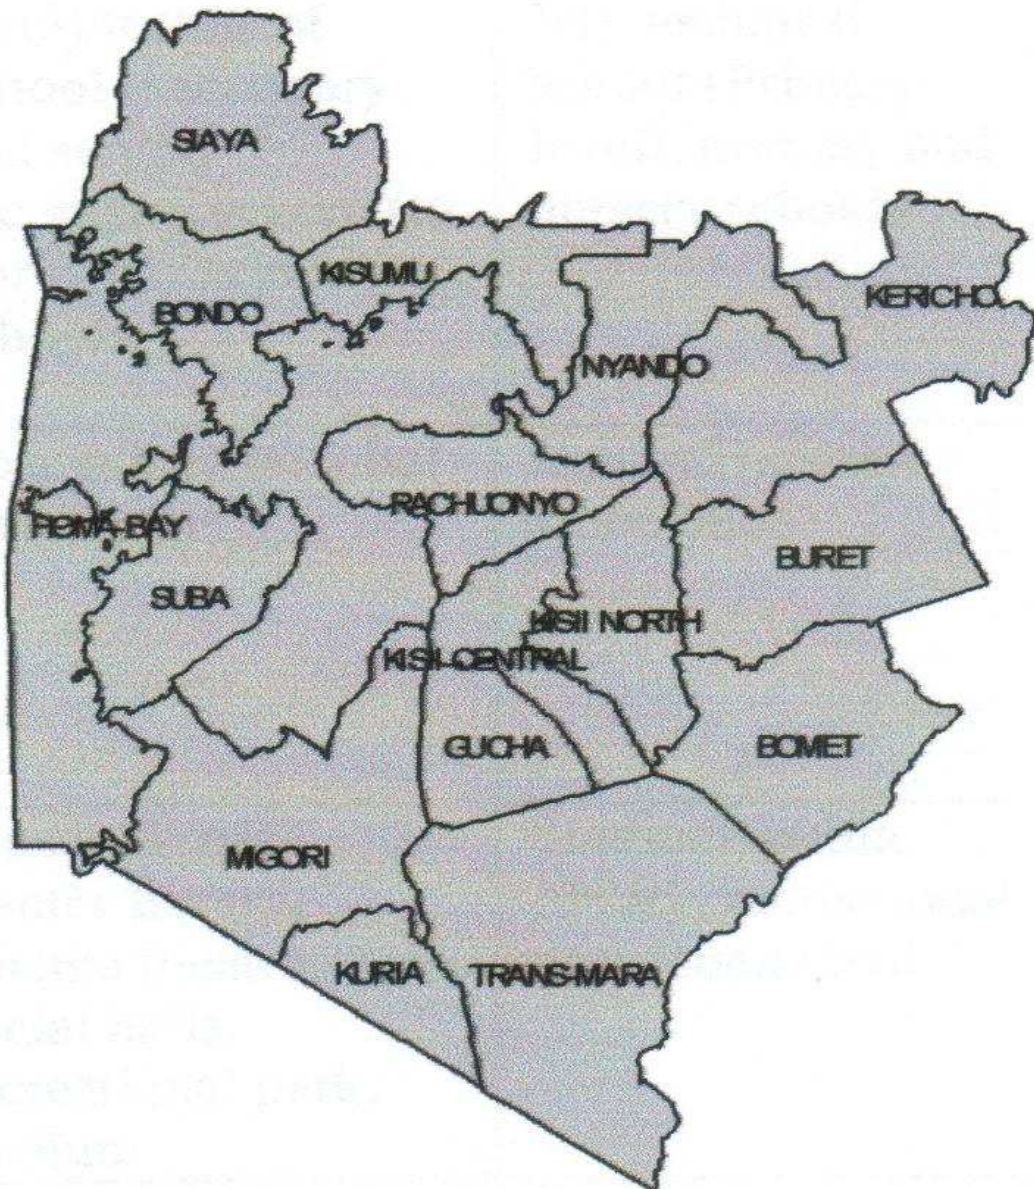 SIAYA
KISUMU
KERICHO
BONDO
NYANDO
RACHUONYO
HOMA-BAY
BURET
SUBA
KISII NORTH
KISII-CENTRAL
GUCHA
BOMET
MIGORI
KURIA
TRANS-MARA